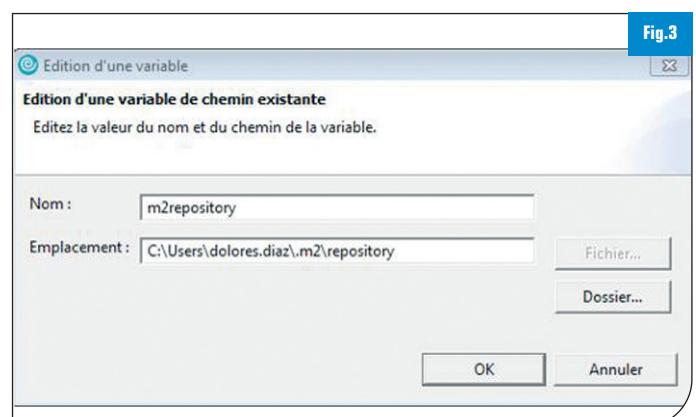 Fig.3
Edition d'une variable
Edition d'une variable de chemin existante
Editez la valeur du nom et du chemin de la variable.
Nom :
m2repository
Emplacement :
C:\Users\dolores.diaz\.m2\repository
Fichier...
Dossier...
OK
Annuler